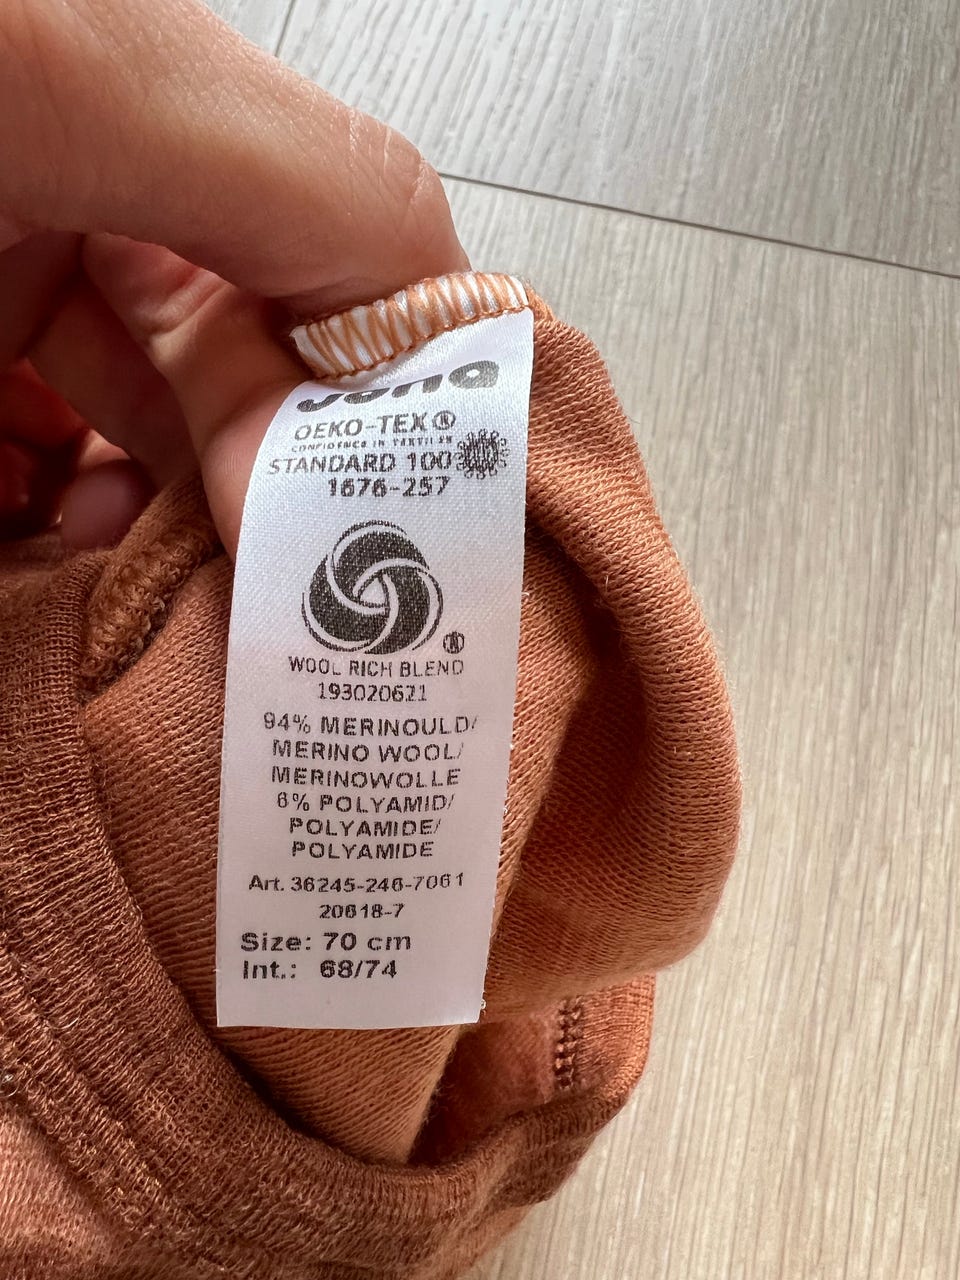 OEKO-TEX®
CONFIDENCE IN TEXTILES
STANDARD 100
1676-257
®
WOOL RICH BLEND
193020621
94% MERINOULD/
MERINO WOOL/
MERINOWOLLE
6% POLYAMID/
POLYAMIDE/
POLYAMIDE
Art. 36245-246-7061
20618-7
Size: 70 cm
Int.: 68/74